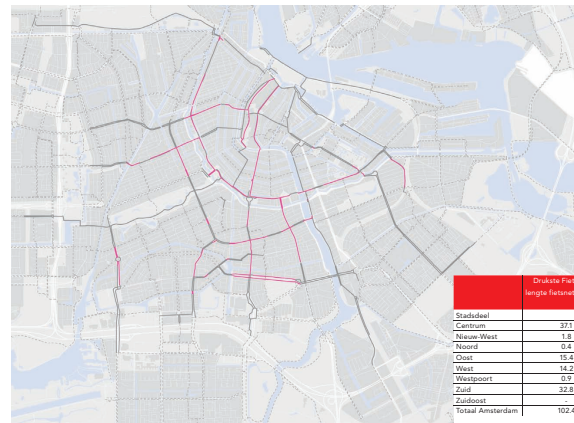 Drukste Fiet
lengte fietsnet
Stadsdeel
Centrum 37.1
Nieuw-West 1.8
Noord 0.4
Oost 15.4
West 14.2
Westpoort 0.9
Zuid 32.8
Zuidoost -
Totaal Amsterdam 102.4